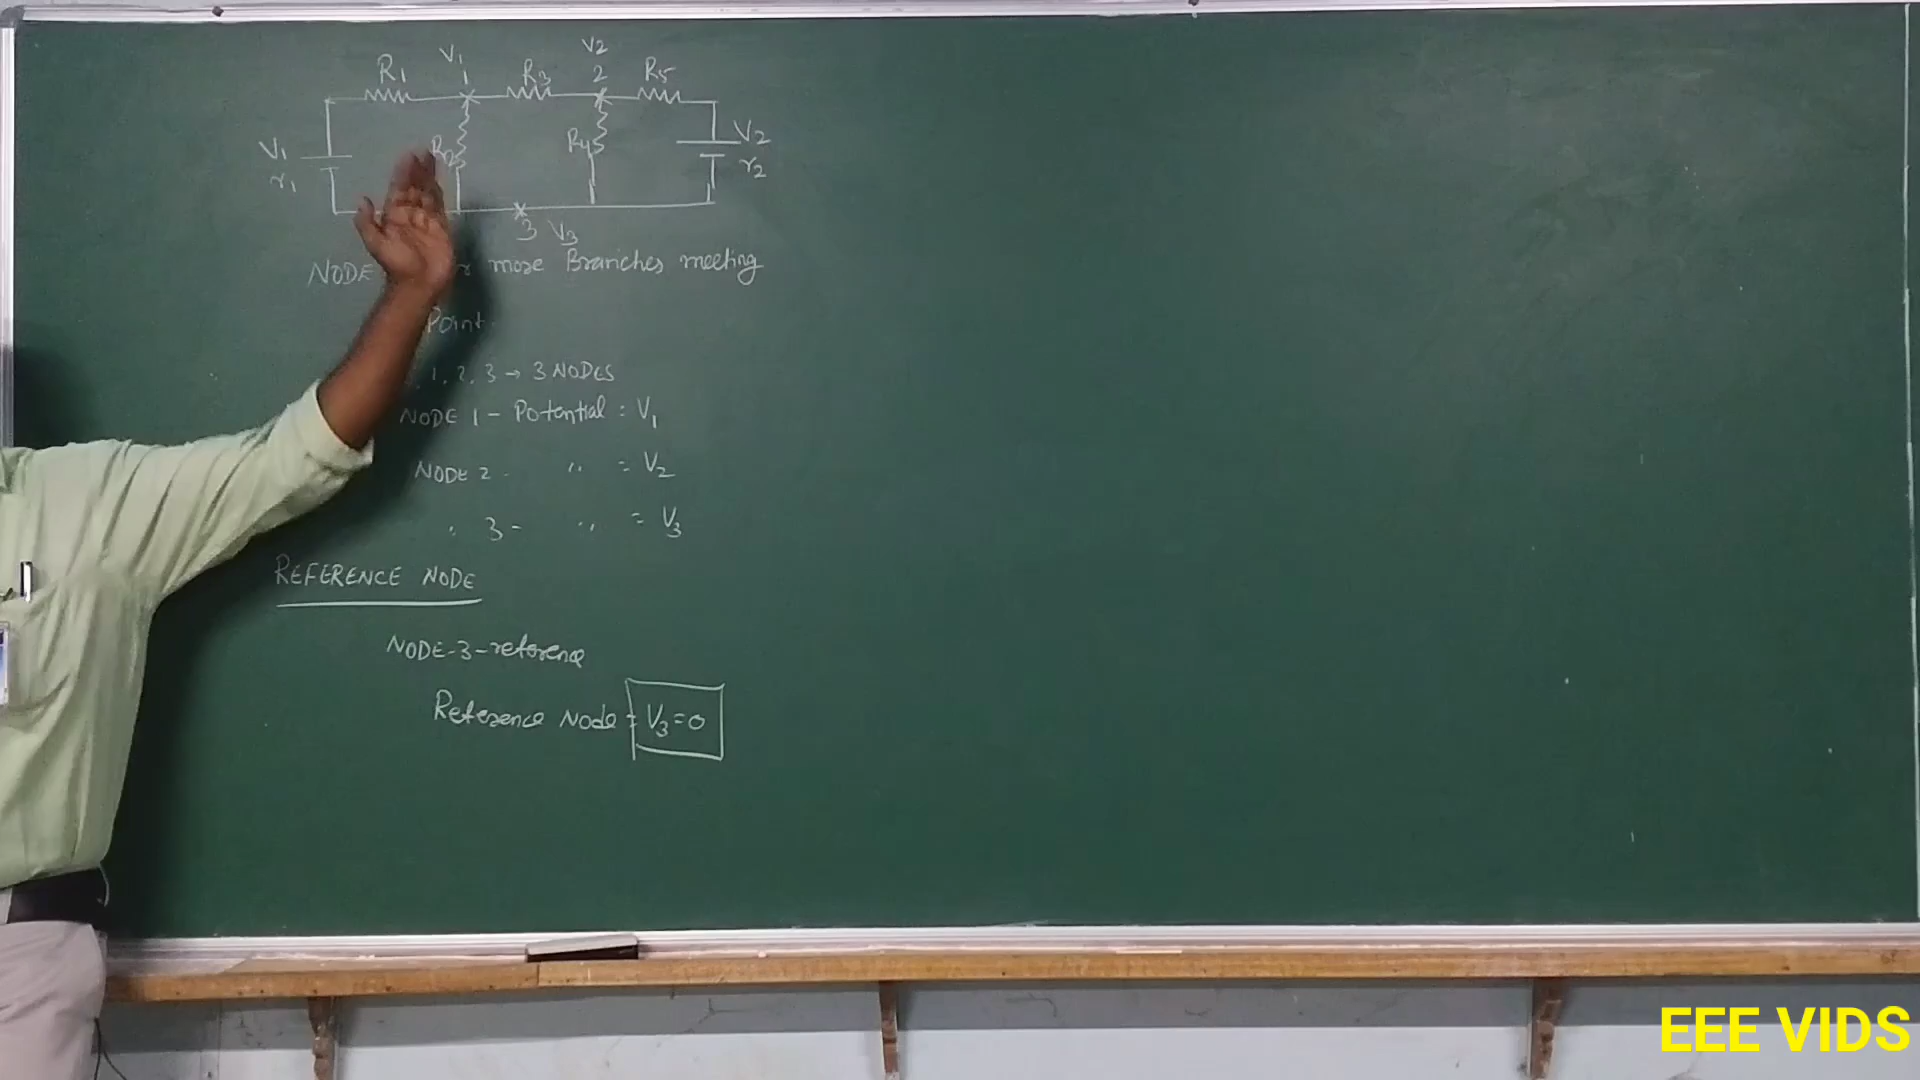 V1 V2
R1 1 R3 2 R5
V1 R2 R4 V2
r1 r2
3 V3
NODE more Branches meeting
Point.
1, 2, 3 → 3 NODES
NODE 1 - Potential : V1
NODE 2 - ,, = V2
,, 3 - ,, = V3
REFERENCE NODE
NODE-3-reference
Reference Node = V3 = 0
EEE VIDS